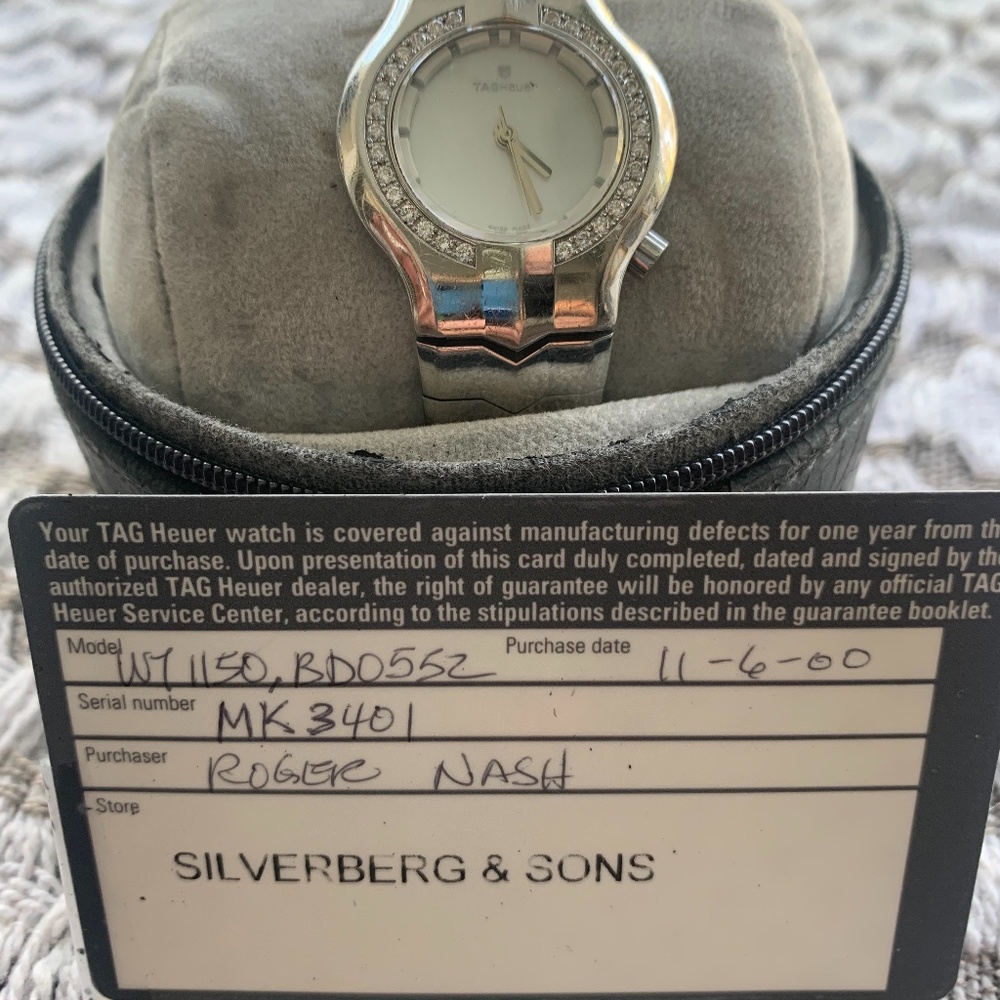 TAGHeuer
SWISS MADE
Your TAG Heuer watch is covered against manufacturing defects for one year from th
date of purchase. Upon presentation of this card duly completed, dated and signed by the
authorized TAG Heuer dealer, the right of guarantee will be honored by any official TAG
Heuer Service Center, according to the stipulations described in the guarantee booklet.
Model WT1150, BD0552 Purchase date 11-6-00
Serial number MK3401
Purchaser ROGER NASH
Store
SILVERBERG & SONS